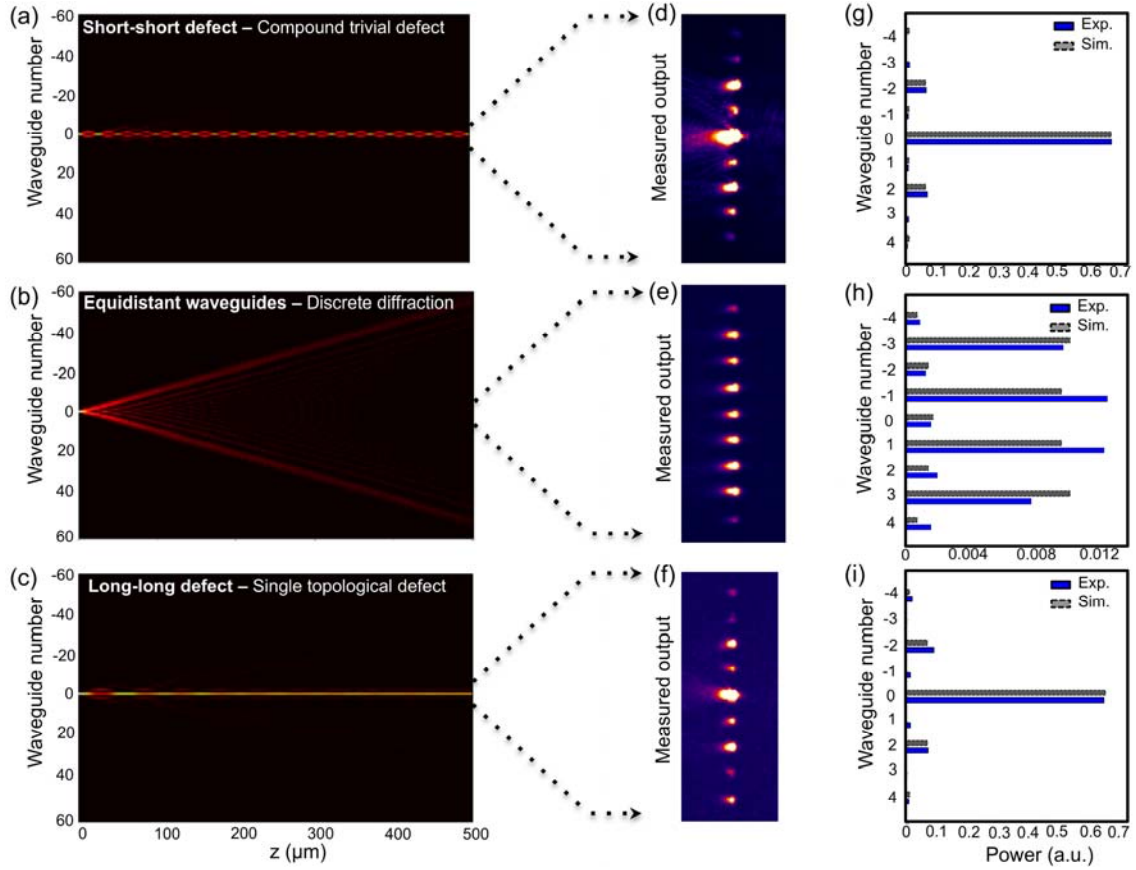 (a)
Short-short defect – Compound trivial defect
Waveguide number
-60
-40
-20
0
20
40
60
(d)
Measured output
(g)
Exp.
Sim.
Waveguide number
-4
-3
-2
-1
0
1
2
3
4
0 0.1 0.2 0.3 0.4 0.5 0.6 0.7
(b)
Equidistant waveguides – Discrete diffraction
Waveguide number
-60
-40
-20
0
20
40
60
(e)
Measured output
(h)
Exp.
Sim.
Waveguide number
-4
-3
-2
-1
0
1
2
3
4
0 0.004 0.008 0.012
(c)
Long-long defect – Single topological defect
Waveguide number
-60
-40
-20
0
20
40
60
0 100 200 300 400 500
z (μm)
(f)
Measured output
(i)
Exp.
Sim.
Waveguide number
-4
-3
-2
-1
0
1
2
3
4
0 0.1 0.2 0.3 0.4 0.5 0.6 0.7
Power (a.u.)